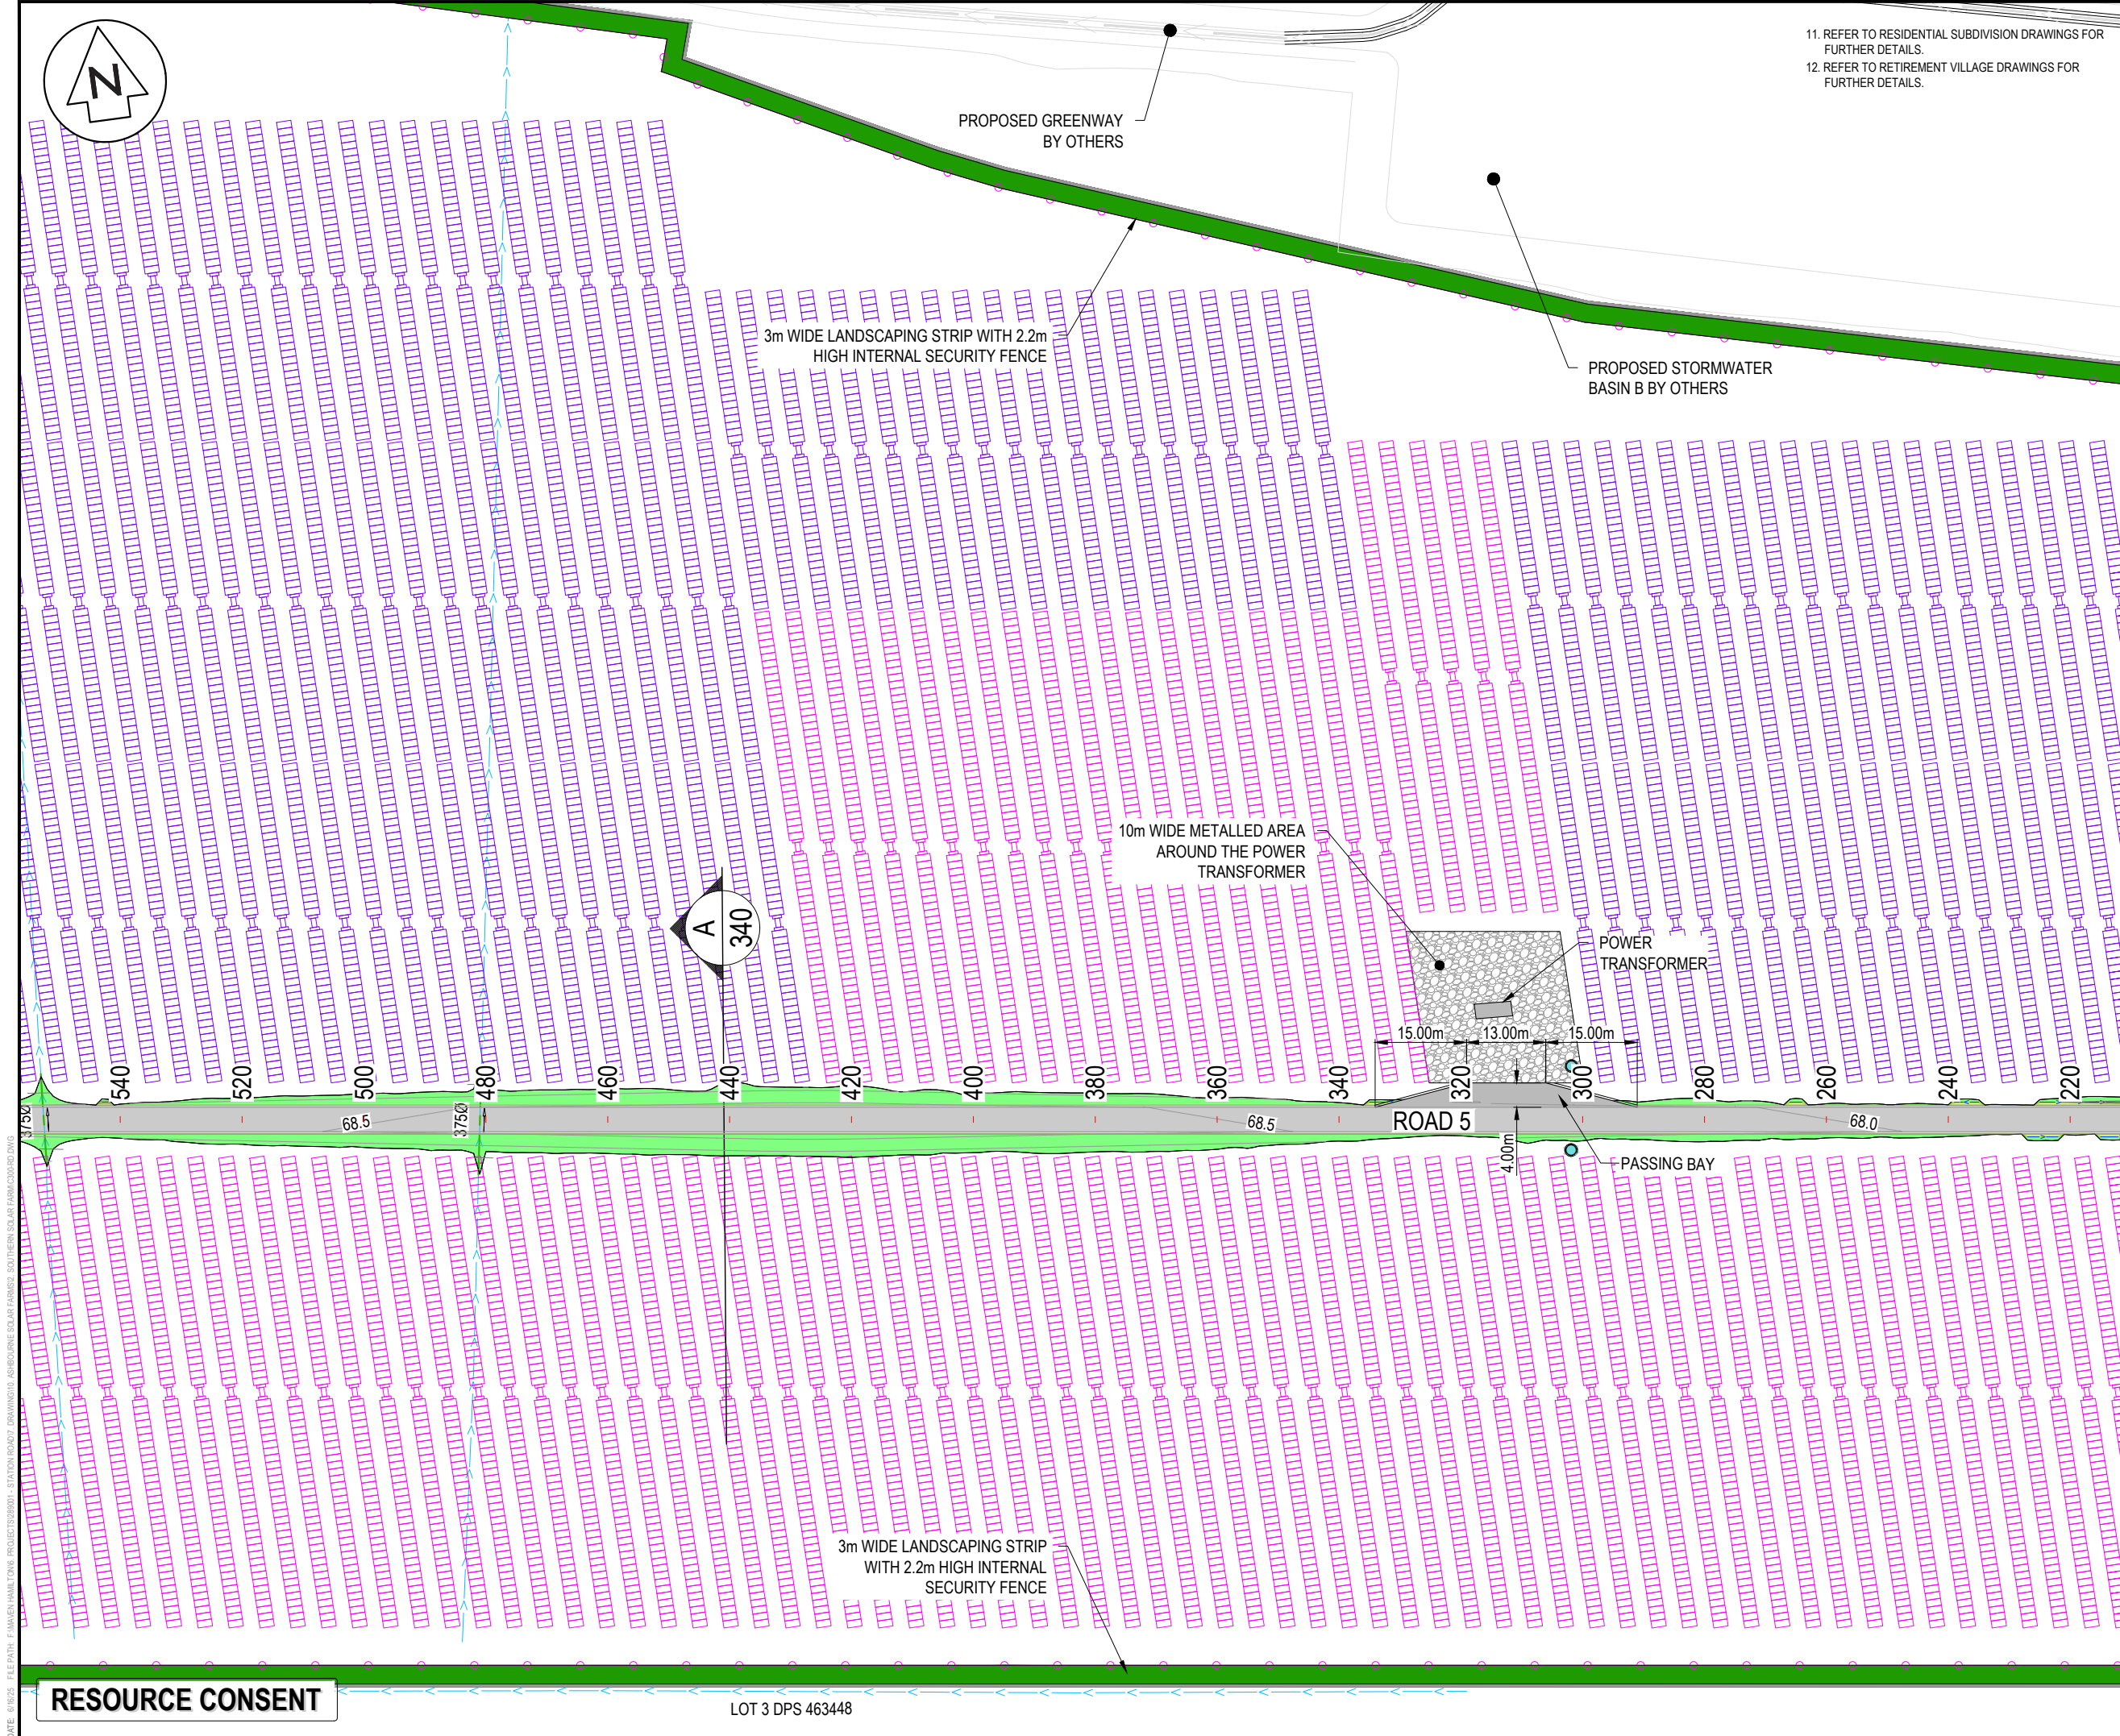 N
11. REFER TO RESIDENTIAL SUBDIVISION DRAWINGS FOR
FURTHER DETAILS.
12. REFER TO RETIREMENT VILLAGE DRAWINGS FOR
FURTHER DETAILS.
PROPOSED GREENWAY
BY OTHERS
3m WIDE LANDSCAPING STRIP WITH 2.2m
HIGH INTERNAL SECURITY FENCE
PROPOSED STORMWATER
BASIN B BY OTHERS
10m WIDE METALLED AREA
AROUND THE POWER
TRANSFORMER
A
340
POWER
TRANSFORMER
15.00m
13.00m
15.00m
540
520
500
480
460
440
420
400
380
360
340
320
300
280
260
240
220
375Ø
68.5
375Ø
68.5
ROAD 5
68.0
4.00m
PASSING BAY
3m WIDE LANDSCAPING STRIP
WITH 2.2m HIGH INTERNAL
SECURITY FENCE
RESOURCE CONSENT
LOT 3 DPS 463448